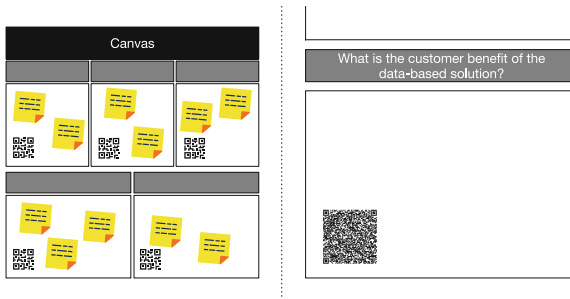 Canvas
What is the customer benefit of the
data-based solution?